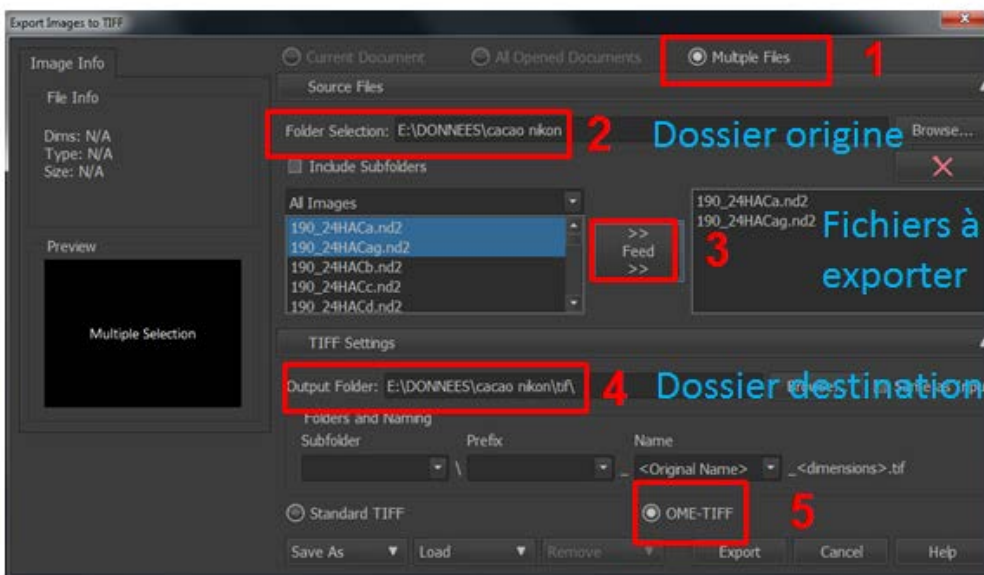 Export Images to TIFF
Image Info
File Info
Dims: N/A
Type: N/A
Size: N/A
Preview
Multiple Selection
Current Document All Opened Documents Multiple Files 1
Source Files
Folder Selection: E:\DONNEES\cacao nikon 2 Dossier origine Browse...
Include Subfolders
All Images
190_24HACa.nd2
190_24HACag.nd2
190_24HACb.nd2
190_24HACc.nd2
190_24HACd.nd2
>>
Feed
>>
3
190_24HACa.nd2
190_24HACag.nd2
Fichiers à
exporter
TIFF Settings
Output Folder: E:\DONNEES\cacao nikon\tif\ 4 Dossier destination
Folders and Naming
Subfolder Prefix Name
\ _ <Original Name> _<dimensions>.tif
Standard TIFF OME-TIFF 5
Save As Load Remove Export Cancel Help